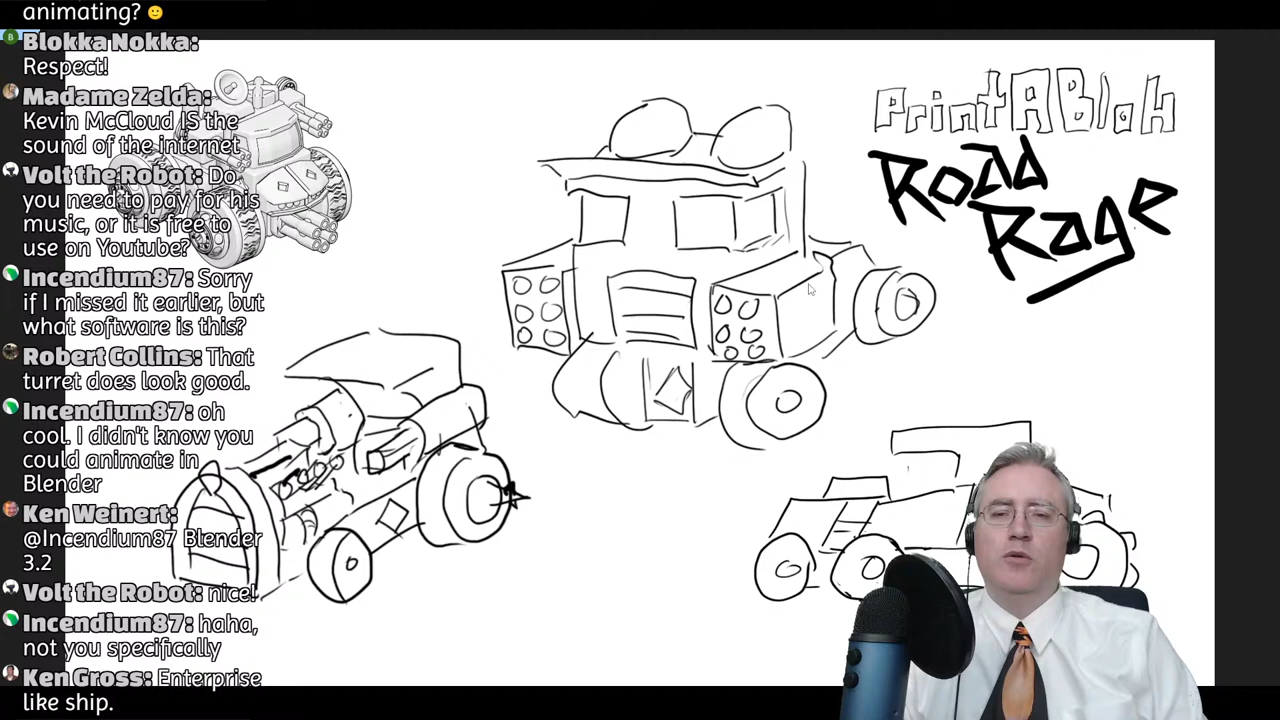 animating? 🙂
Blokka Nokka:
Respect!
Madame Zelda:
Kevin McCloud IS the
sound of the internet
Volt the Robot: Do
you need to pay for his
music, or it is free to
use on Youtube?
Incendium87: Sorry
if I missed it earlier, but
what software is this?
Robert Collins: That
turret does look good.
Incendium87: oh
cool. I didn't know you
could animate in
Blender
Ken Weinert:
@Incendium87 Blender
3.2
Volt the Robot: nice!
Incendium87: haha,
not you specifically
KenGross: Enterprise
like ship.
PrintABlok
Road
Rage